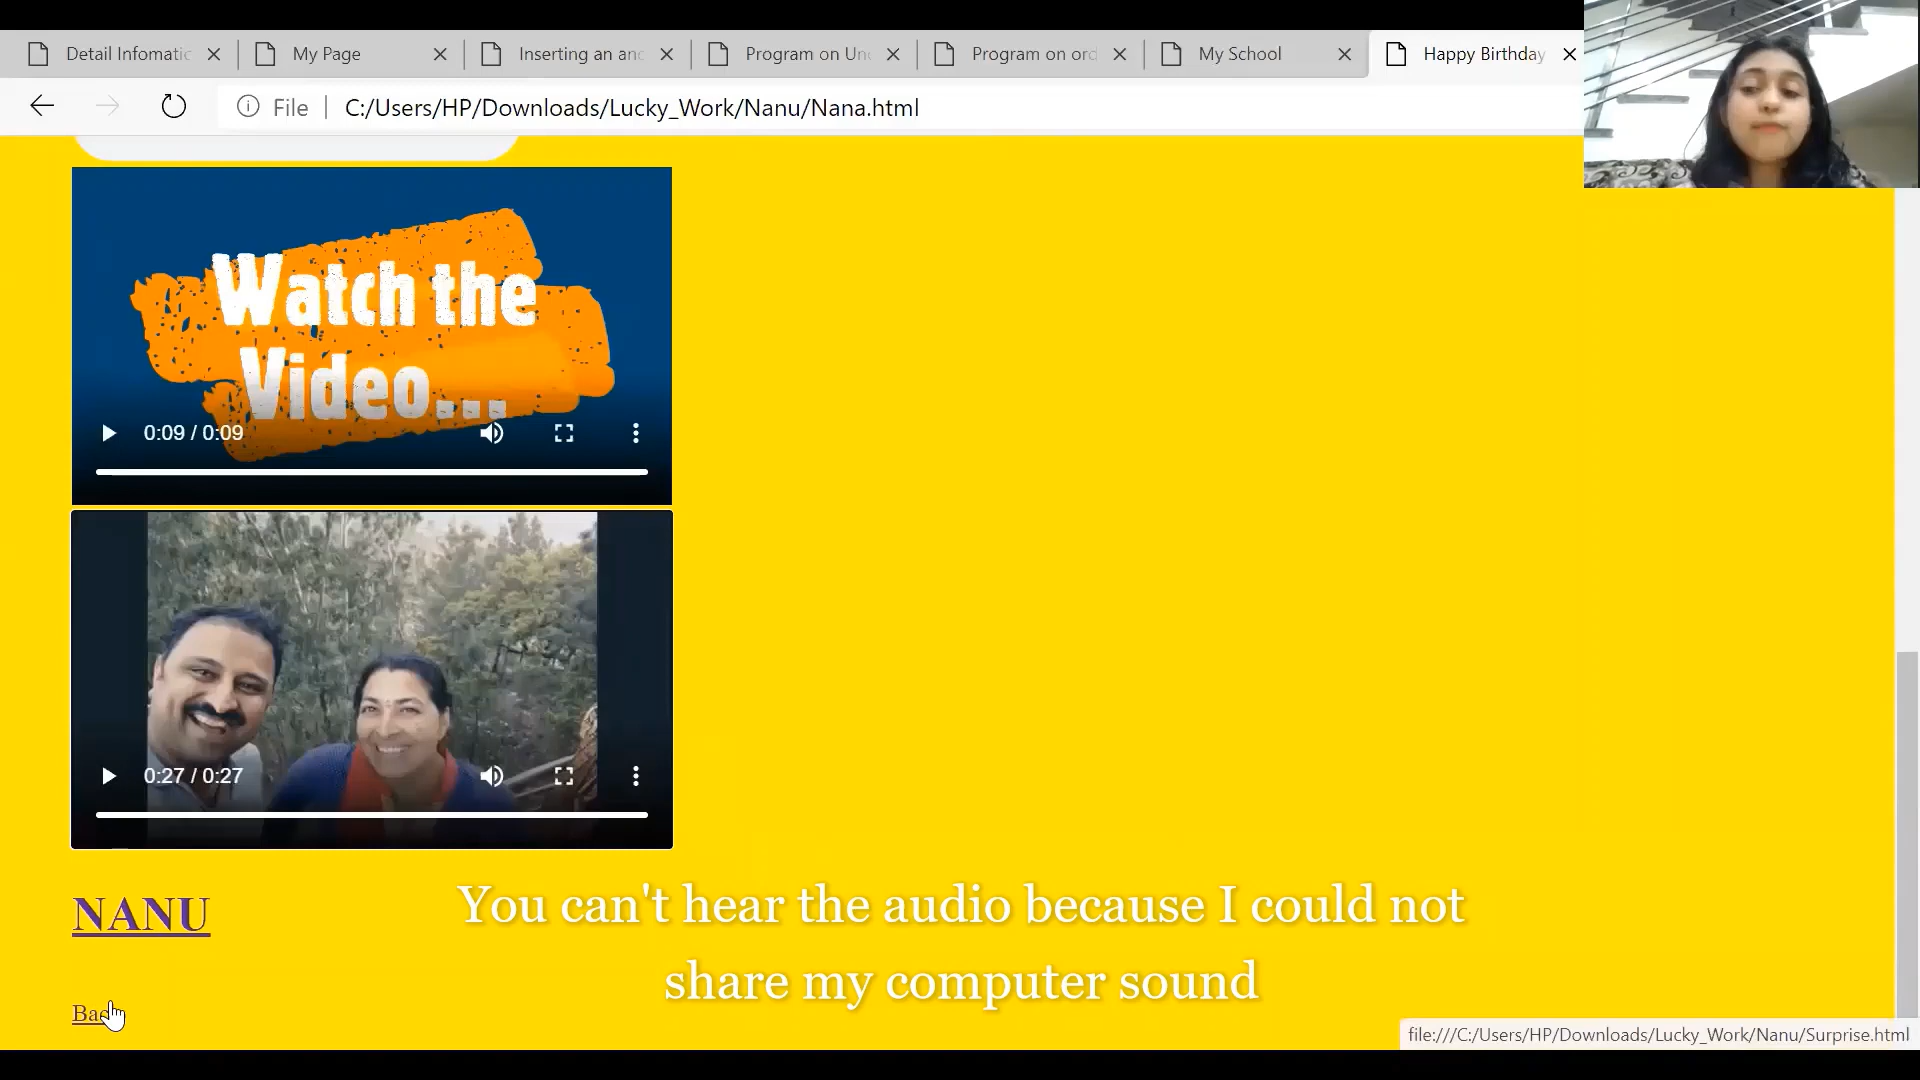 Detail Infomatic
My Page
Inserting an anc
Program on Un
Program on ord
My School
Happy Birthday
File
C:/Users/HP/Downloads/Lucky_Work/Nanu/Nana.html
Watch the
Video...
0:09 / 0:09
0:27 / 0:27
NANU
You can't hear the audio because I could not
share my computer sound
file:///C:/Users/HP/Downloads/Lucky_Work/Nanu/Surprise.html